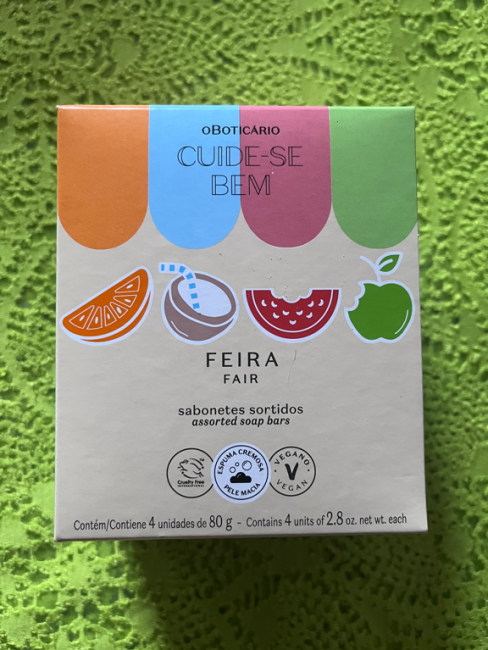 oBoticário
CUIDE-SE
BEM
FEIRA
FAIR
sabonetes sortidos
assorted soap bars
Cruelty free
ESPUMA CREMOSA
PELE MACIA
VEGANO
V
VEGAN
Contém/Contiene 4 unidades de 80 g - Contains 4 units of 2.8 oz. net wt. each